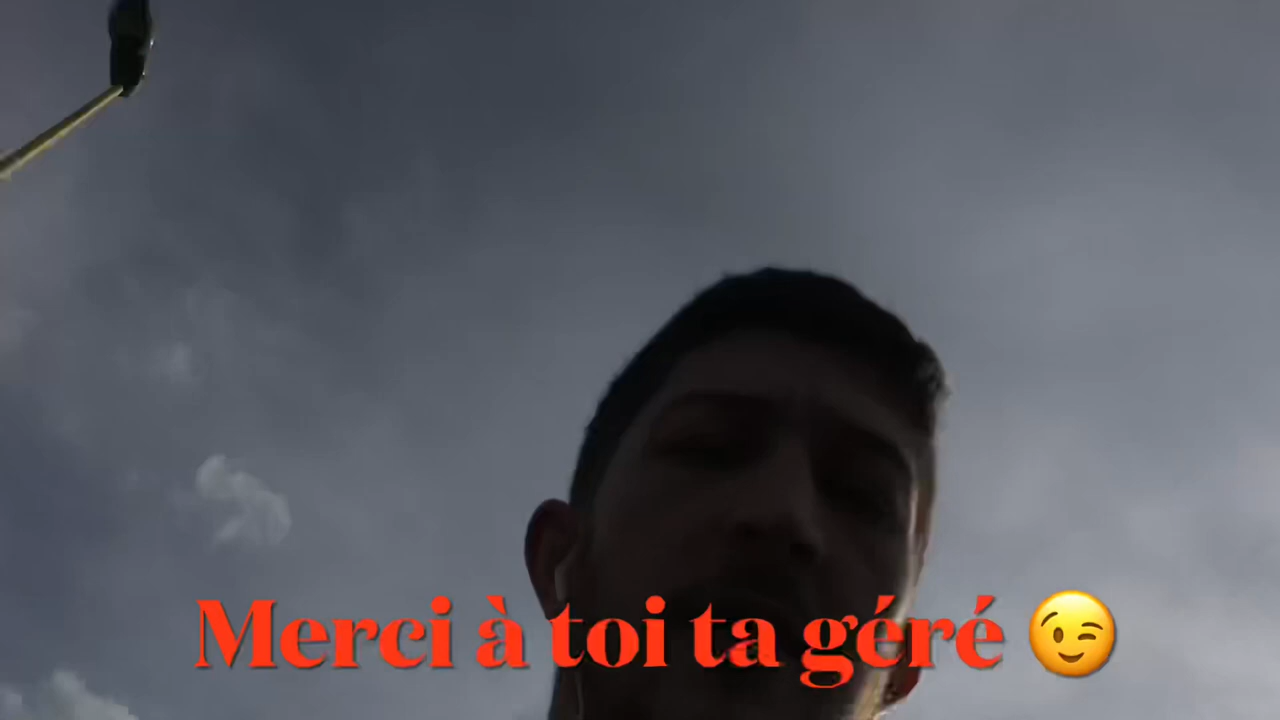 Merci à toi ta géré 😉